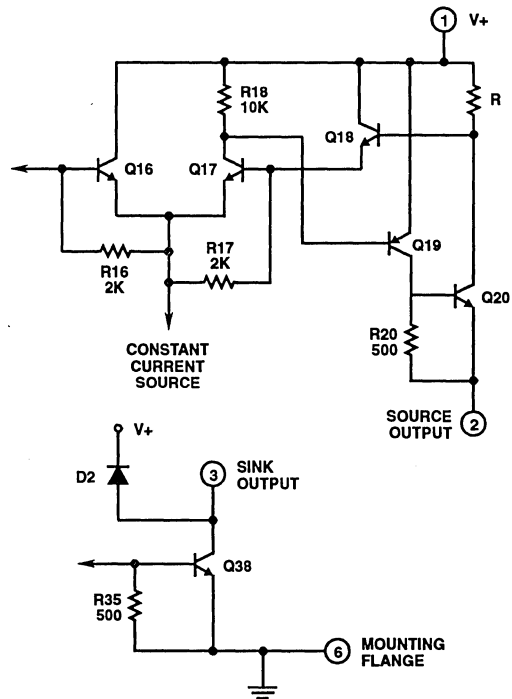 1 V+
R18
10K
R
Q18
Q16
Q17
Q19
R17
2K
R16
2K
Q20
R20
500
CONSTANT
CURRENT
SOURCE
SOURCE
OUTPUT 2
V+
D2
3 SINK
OUTPUT
Q38
R35
500
6 MOUNTING
FLANGE